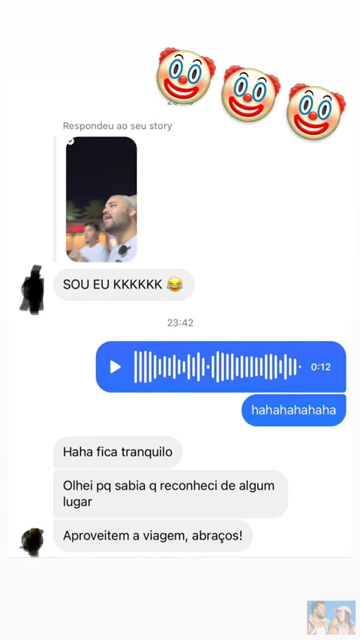 Respondeu ao seu story
SOU EU KKKKKK 😂
23:42
0:12
hahahahahaha
Haha fica tranquilo
Olhei pq sabia q reconheci de algum
lugar
Aproveitem a viagem, abraços!